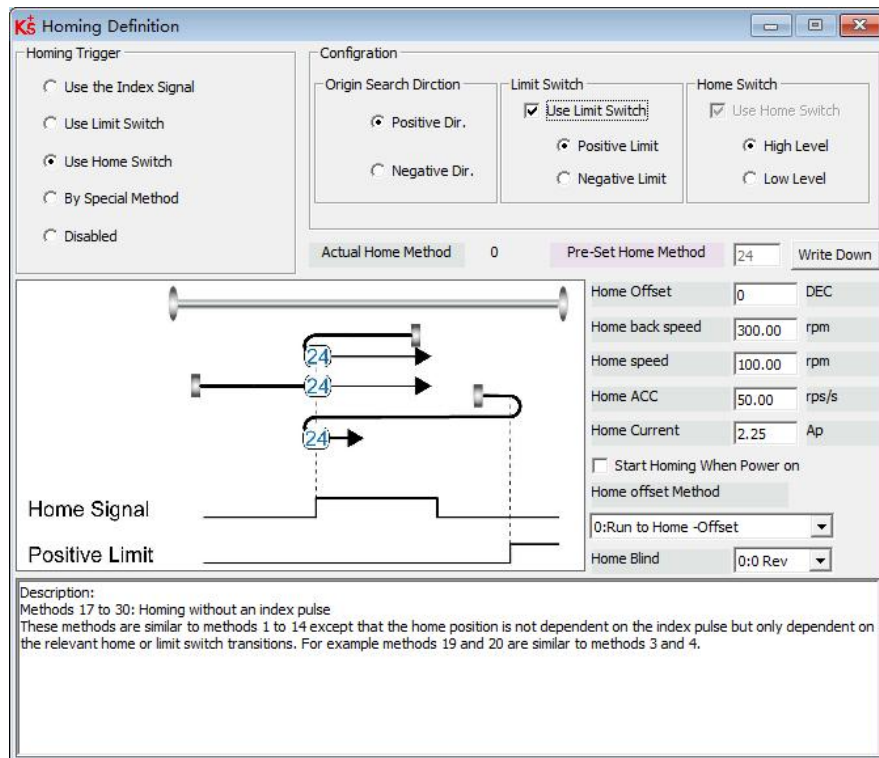 Kṡ+ Homing Definition
Homing Trigger
Use the Index Signal
Use Limit Switch
Use Home Switch
By Special Method
Disabled
Configration
Origin Search Dirction
Positive Dir.
Negative Dir.
Limit Switch
Use Limit Switch
Positive Limit
Negative Limit
Home Switch
Use Home Switch
High Level
Low Level
Actual Home Method 0 Pre-Set Home Method 24 Write Down
24
24
24
Home Signal
Positive Limit
Home Offset 0 DEC
Home back speed 300.00 rpm
Home speed 100.00 rpm
Home ACC 50.00 rps/s
Home Current 2.25 Ap
Start Homing When Power on
Home offset Method
0:Run to Home -Offset
Home Blind 0:0 Rev
Description:
Methods 17 to 30: Homing without an index pulse
These methods are similar to methods 1 to 14 except that the home position is not dependent on the index pulse but only dependent on
the relevant home or limit switch transitions. For example methods 19 and 20 are similar to methods 3 and 4.